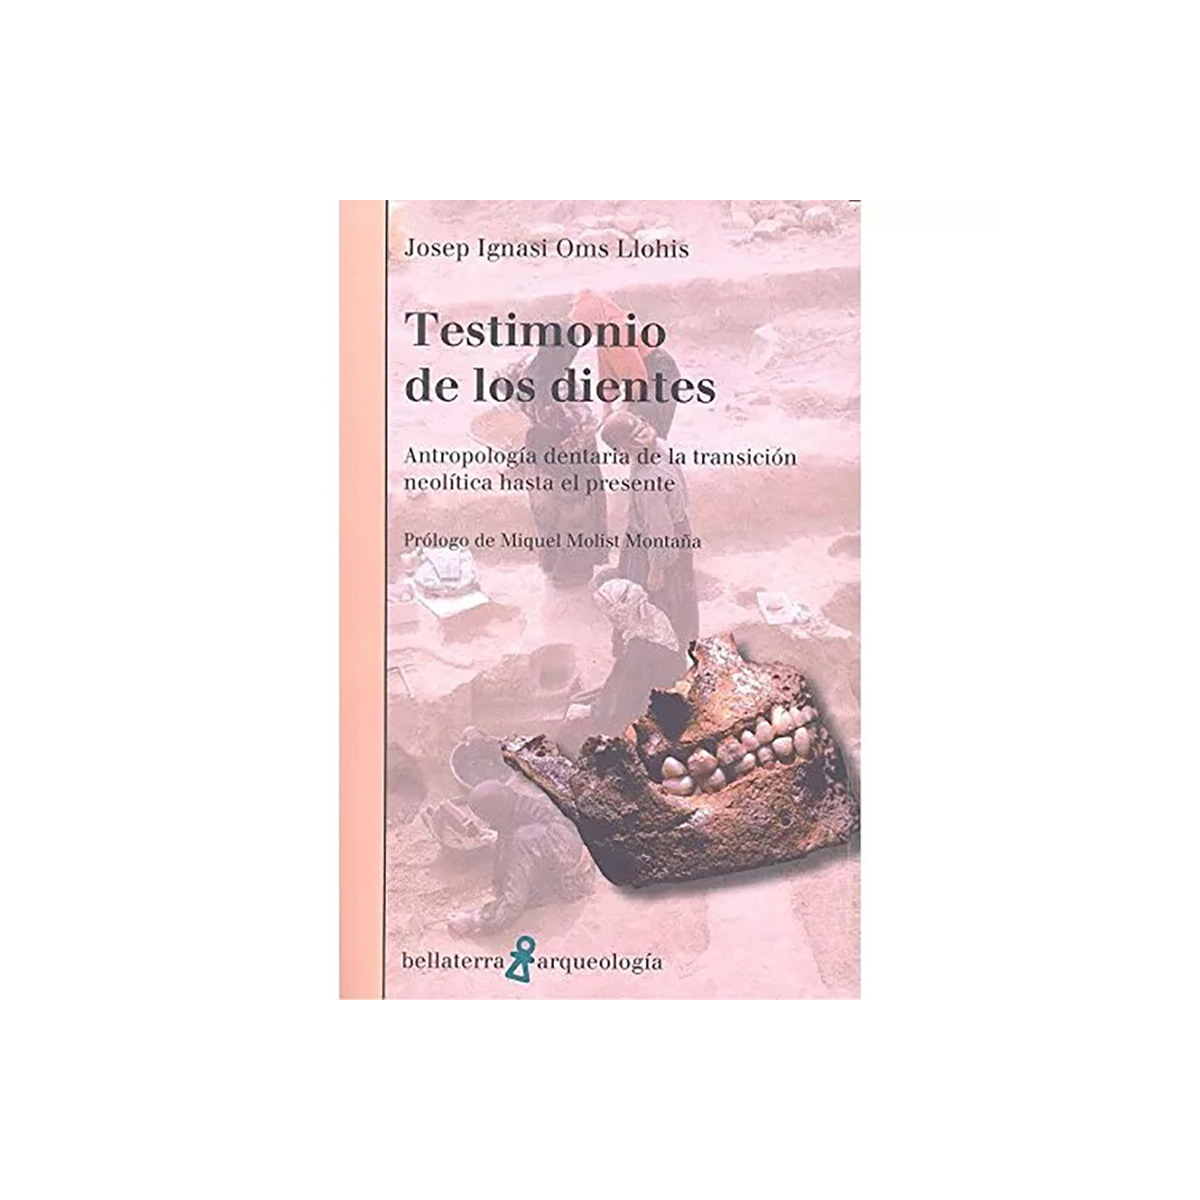 Josep Ignasi Oms Llohis
Testimonio
de los dientes
Antropología dentaria de la transición
neolítica hasta el presente
Prólogo de Miquel Molist Montaña
bellaterra arqueología